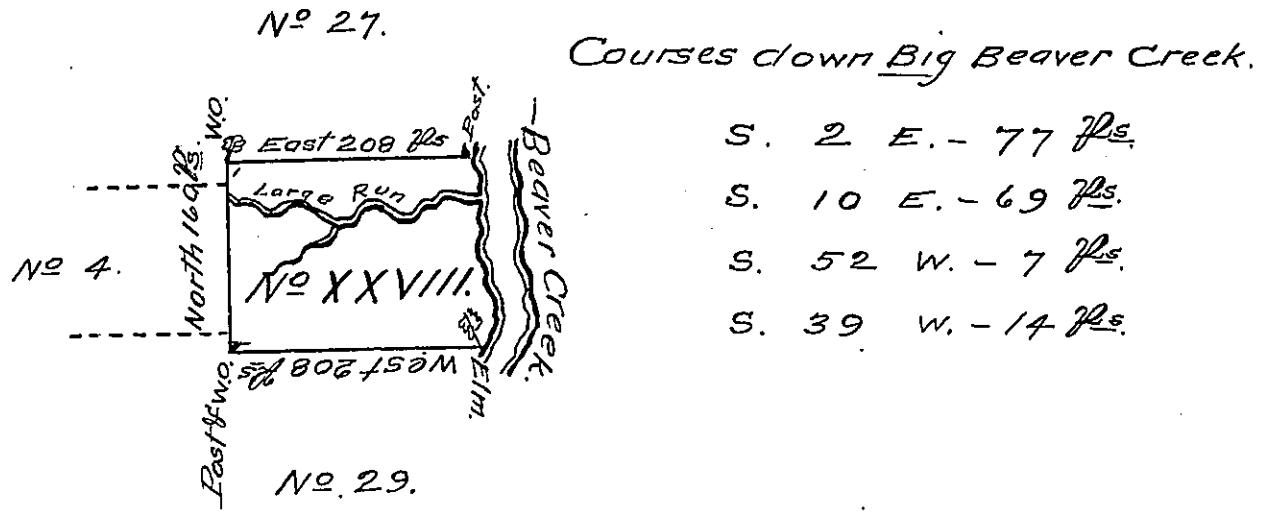 Nº 27.
Courses down Big Beaver Creek.
S. 2 E. - 77 Ps.
S. 10 E. - 69 Ps.
S. 52 W. - 7 Ps.
S. 39 W. - 14 Ps.
W.O.
East 208 Ps
Post.
Beaver Creek.
Large Run
North 160 Ps.
Nº 4.
Nº XXVIII.
West 208 Ps
Elm.
Post & W.O.
Nº 29.